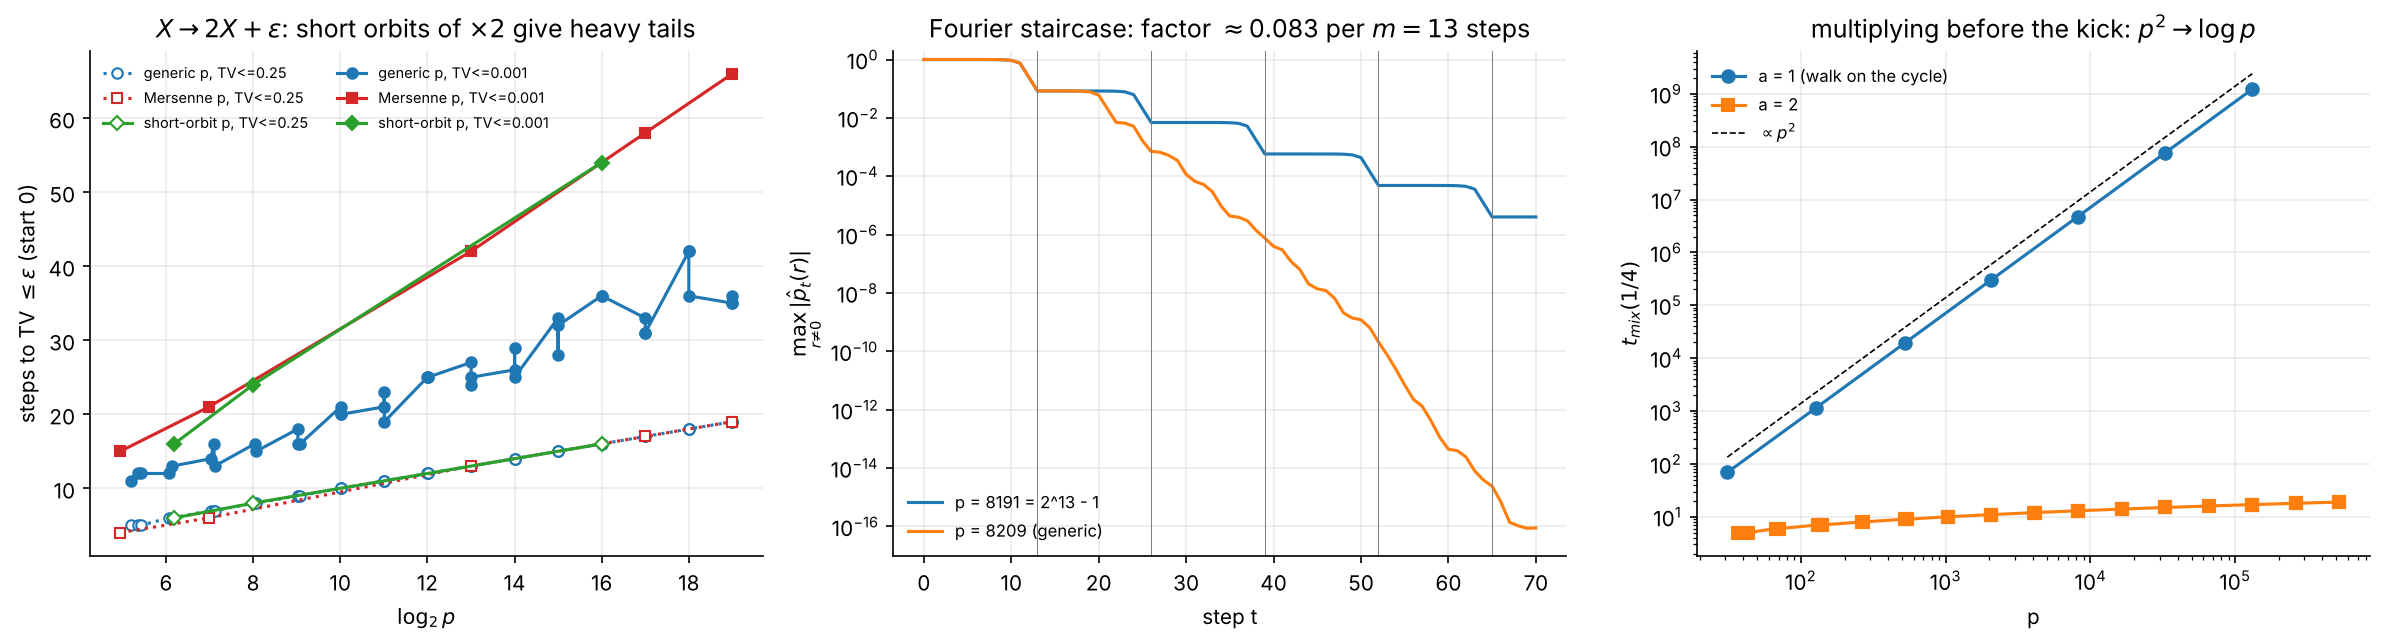 X → 2X + ε: short orbits of ×2 give heavy tails
generic p, TV<=0.25
Mersenne p, TV<=0.25
short-orbit p, TV<=0.25
generic p, TV<=0.001
Mersenne p, TV<=0.001
short-orbit p, TV<=0.001
steps to TV ≤ ε (start 0)
60
50
40
30
20
10
6 8 10 12 14 16 18
log₂ p
Fourier staircase: factor ≈ 0.083 per m = 13 steps
max_{r≠0} |p̂_t(r)|
10⁰
10⁻²
10⁻⁴
10⁻⁶
10⁻⁸
10⁻¹⁰
10⁻¹²
10⁻¹⁴
10⁻¹⁶
p = 8191 = 2^13 - 1
p = 8209 (generic)
0 10 20 30 40 50 60 70
step t
multiplying before the kick: p² → log p
a = 1 (walk on the cycle)
a = 2
∝ p²
t_{mix}(1/4)
10⁹
10⁸
10⁷
10⁶
10⁵
10⁴
10³
10²
10¹
10² 10³ 10⁴ 10⁵
p